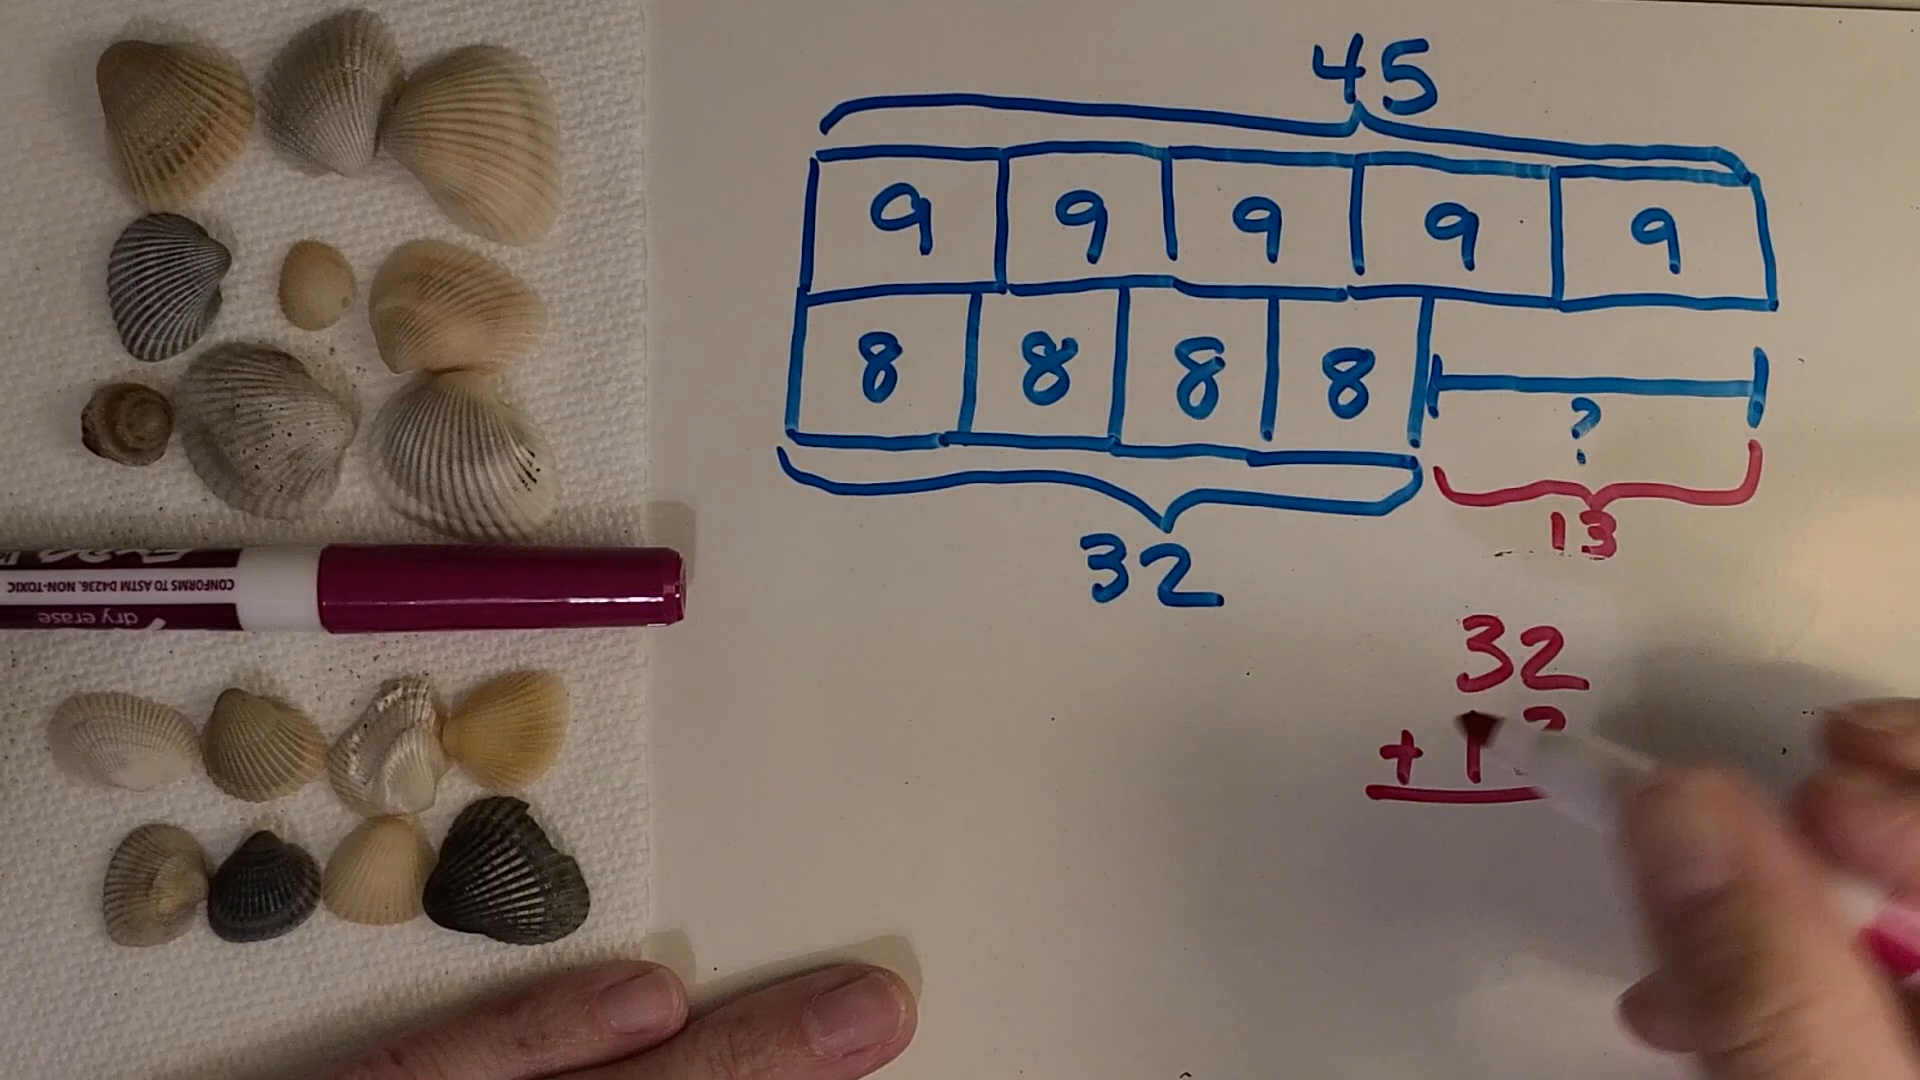 45
9 9 9 9 9
8 8 8 8
?
13
32
CONFORMS TO ASTM D4236, NON-TOXIC
dry erase
32
+ 1